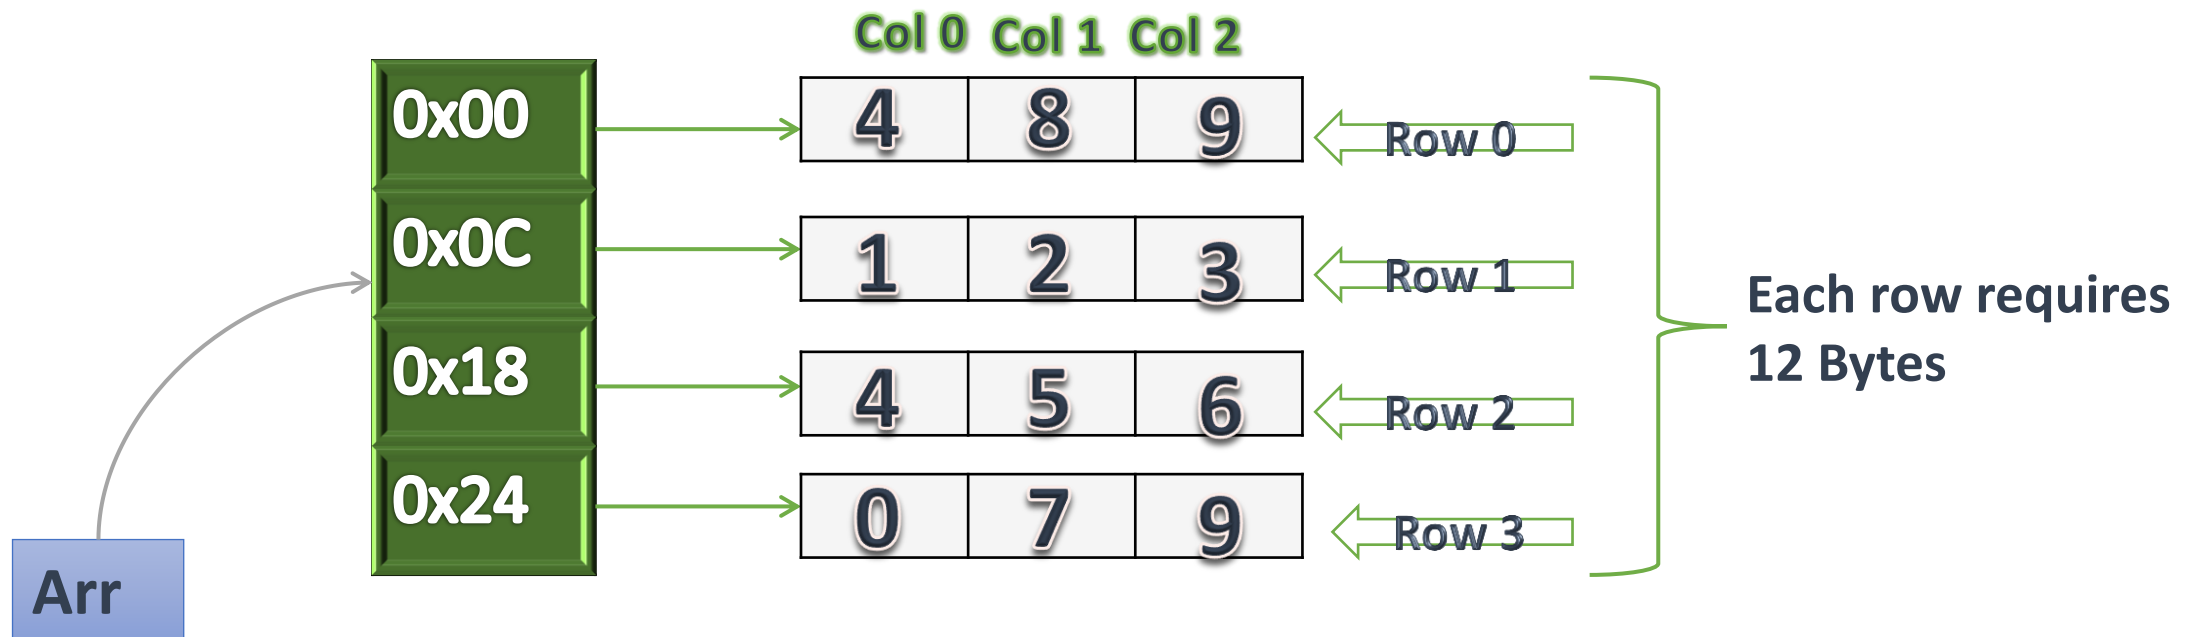 Col 0 Col 1 Col 2
0x00 4 8 9 Row 0
0x0C 1 2 3 Row 1
Each row requires
12 Bytes
0x18 4 5 6 Row 2
0x24 0 7 9 Row 3
Arr